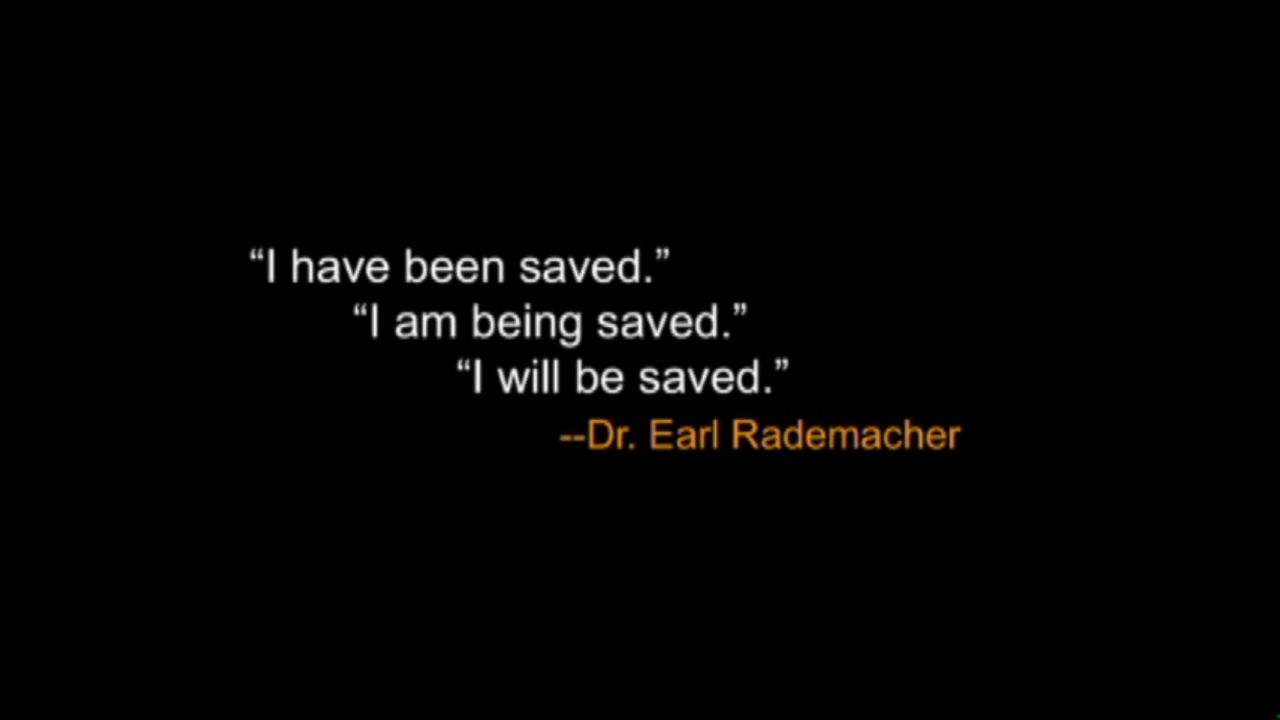 “I have been saved.”
“I am being saved.”
“I will be saved.”
--Dr. Earl Rademacher